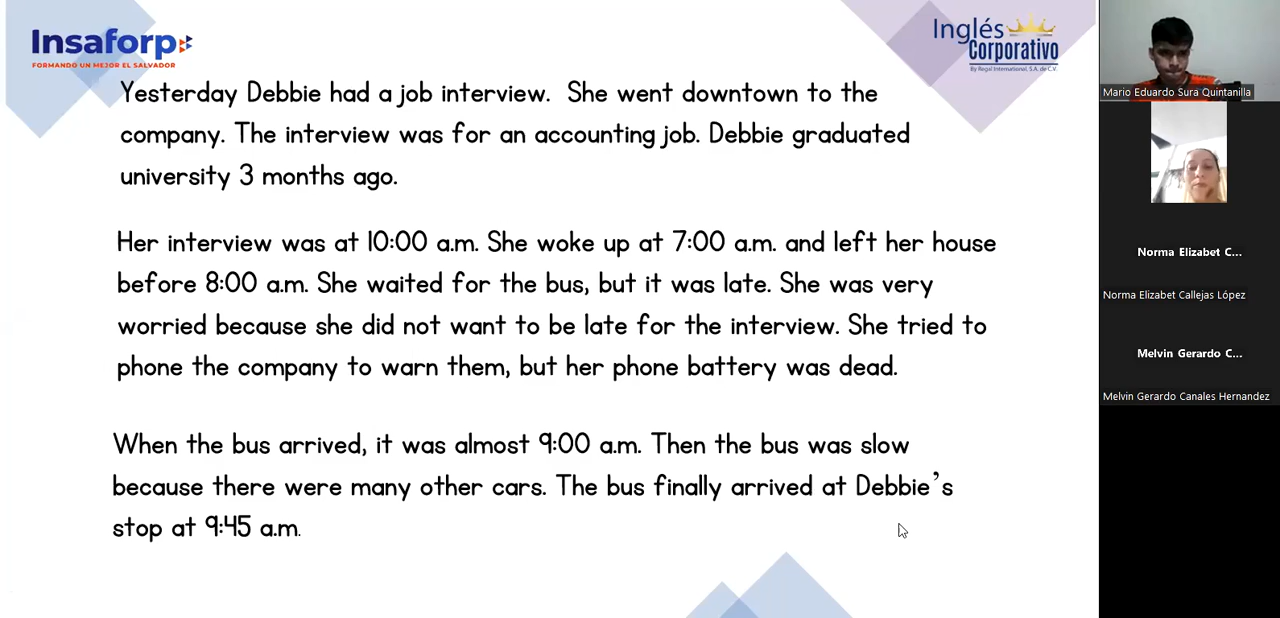 Insaforp
FORMANDO UN MEJOR EL SALVADOR
Inglés
Corporativo
By Regal International, S.A. de C.V.
Yesterday Debbie had a job interview. She went downtown to the
company. The interview was for an accounting job. Debbie graduated
university 3 months ago.
Her interview was at 10:00 a.m. She woke up at 7:00 a.m. and left her house
before 8:00 a.m. She waited for the bus, but it was late. She was very
worried because she did not want to be late for the interview. She tried to
phone the company to warn them, but her phone battery was dead.
When the bus arrived, it was almost 9:00 a.m. Then the bus was slow
because there were many other cars. The bus finally arrived at Debbie’s
stop at 9:45 a.m.
Mario Eduardo Sura Quintanilla
Norma Elizabet C...
Norma Elizabet Callejas López
Melvin Gerardo C...
Melvin Gerardo Canales Hernandez